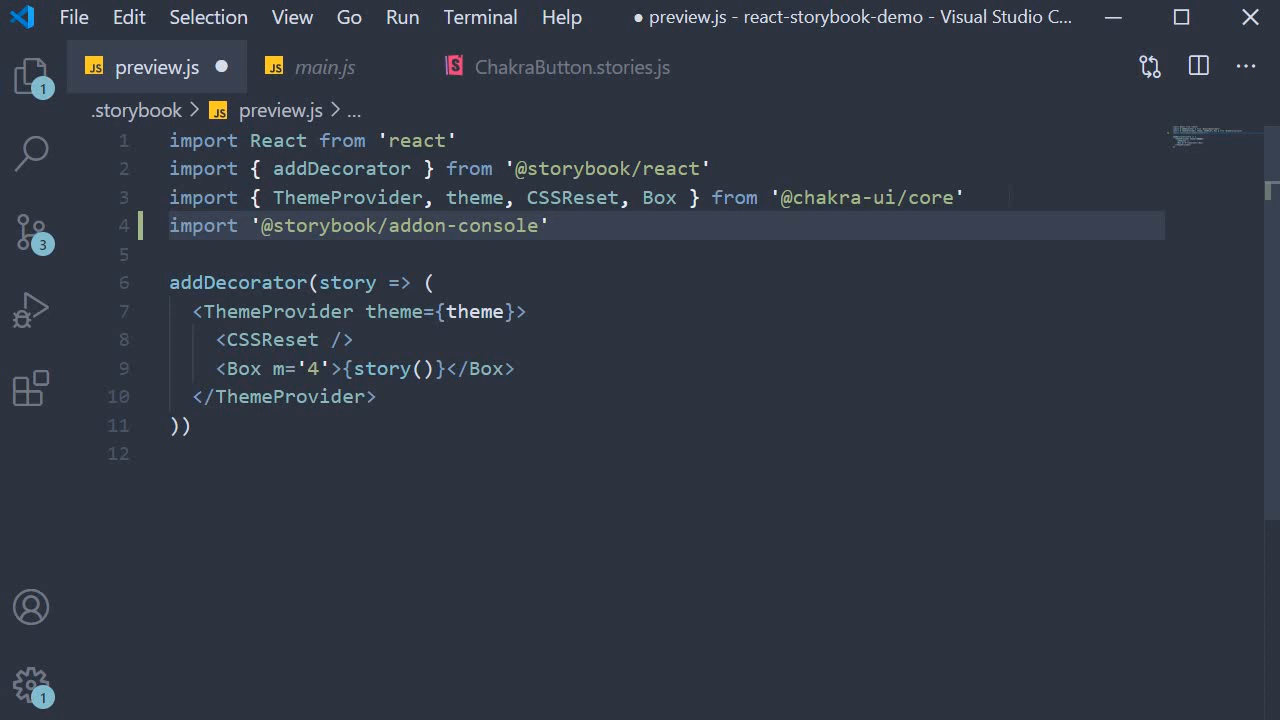 File Edit Selection View Go Run Terminal Help ● preview.js - react-storybook-demo - Visual Studio C...
JS preview.js JS main.js S ChakraButton.stories.js
1
.storybook > JS preview.js > ...
1 import React from 'react'
2 import { addDecorator } from '@storybook/react'
3 import { ThemeProvider, theme, CSSReset, Box } from '@chakra-ui/core'
4 import '@storybook/addon-console'
3
5
6 addDecorator(story => (
7 <ThemeProvider theme={theme}>
8 <CSSReset />
9 <Box m='4'>{story()}</Box>
10 </ThemeProvider>
11 ))
12
1